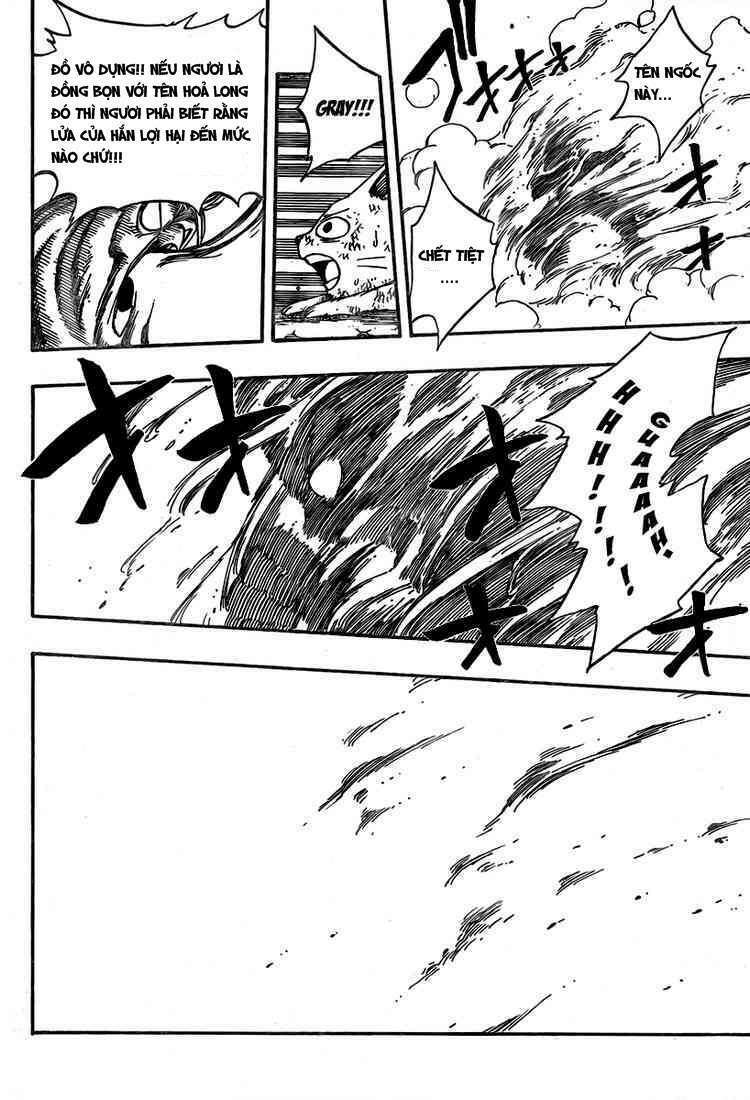 TÊN NGỐC
NÀY...
CHẾT TIỆT
....
GRAY!!!
ĐỒ VÔ DỤNG!! NẾU NGƯƠI LÀ
ĐỒNG BỌN VỚI TÊN HOẢ LONG
ĐÓ THÌ NGƯƠI PHẢI BIẾT RẰNG
LỬA CỦA HẮN LỢI HẠI ĐẾN MỨC
NÀO CHỨ!!!
GUAAAAH,
HHHH!!!!!